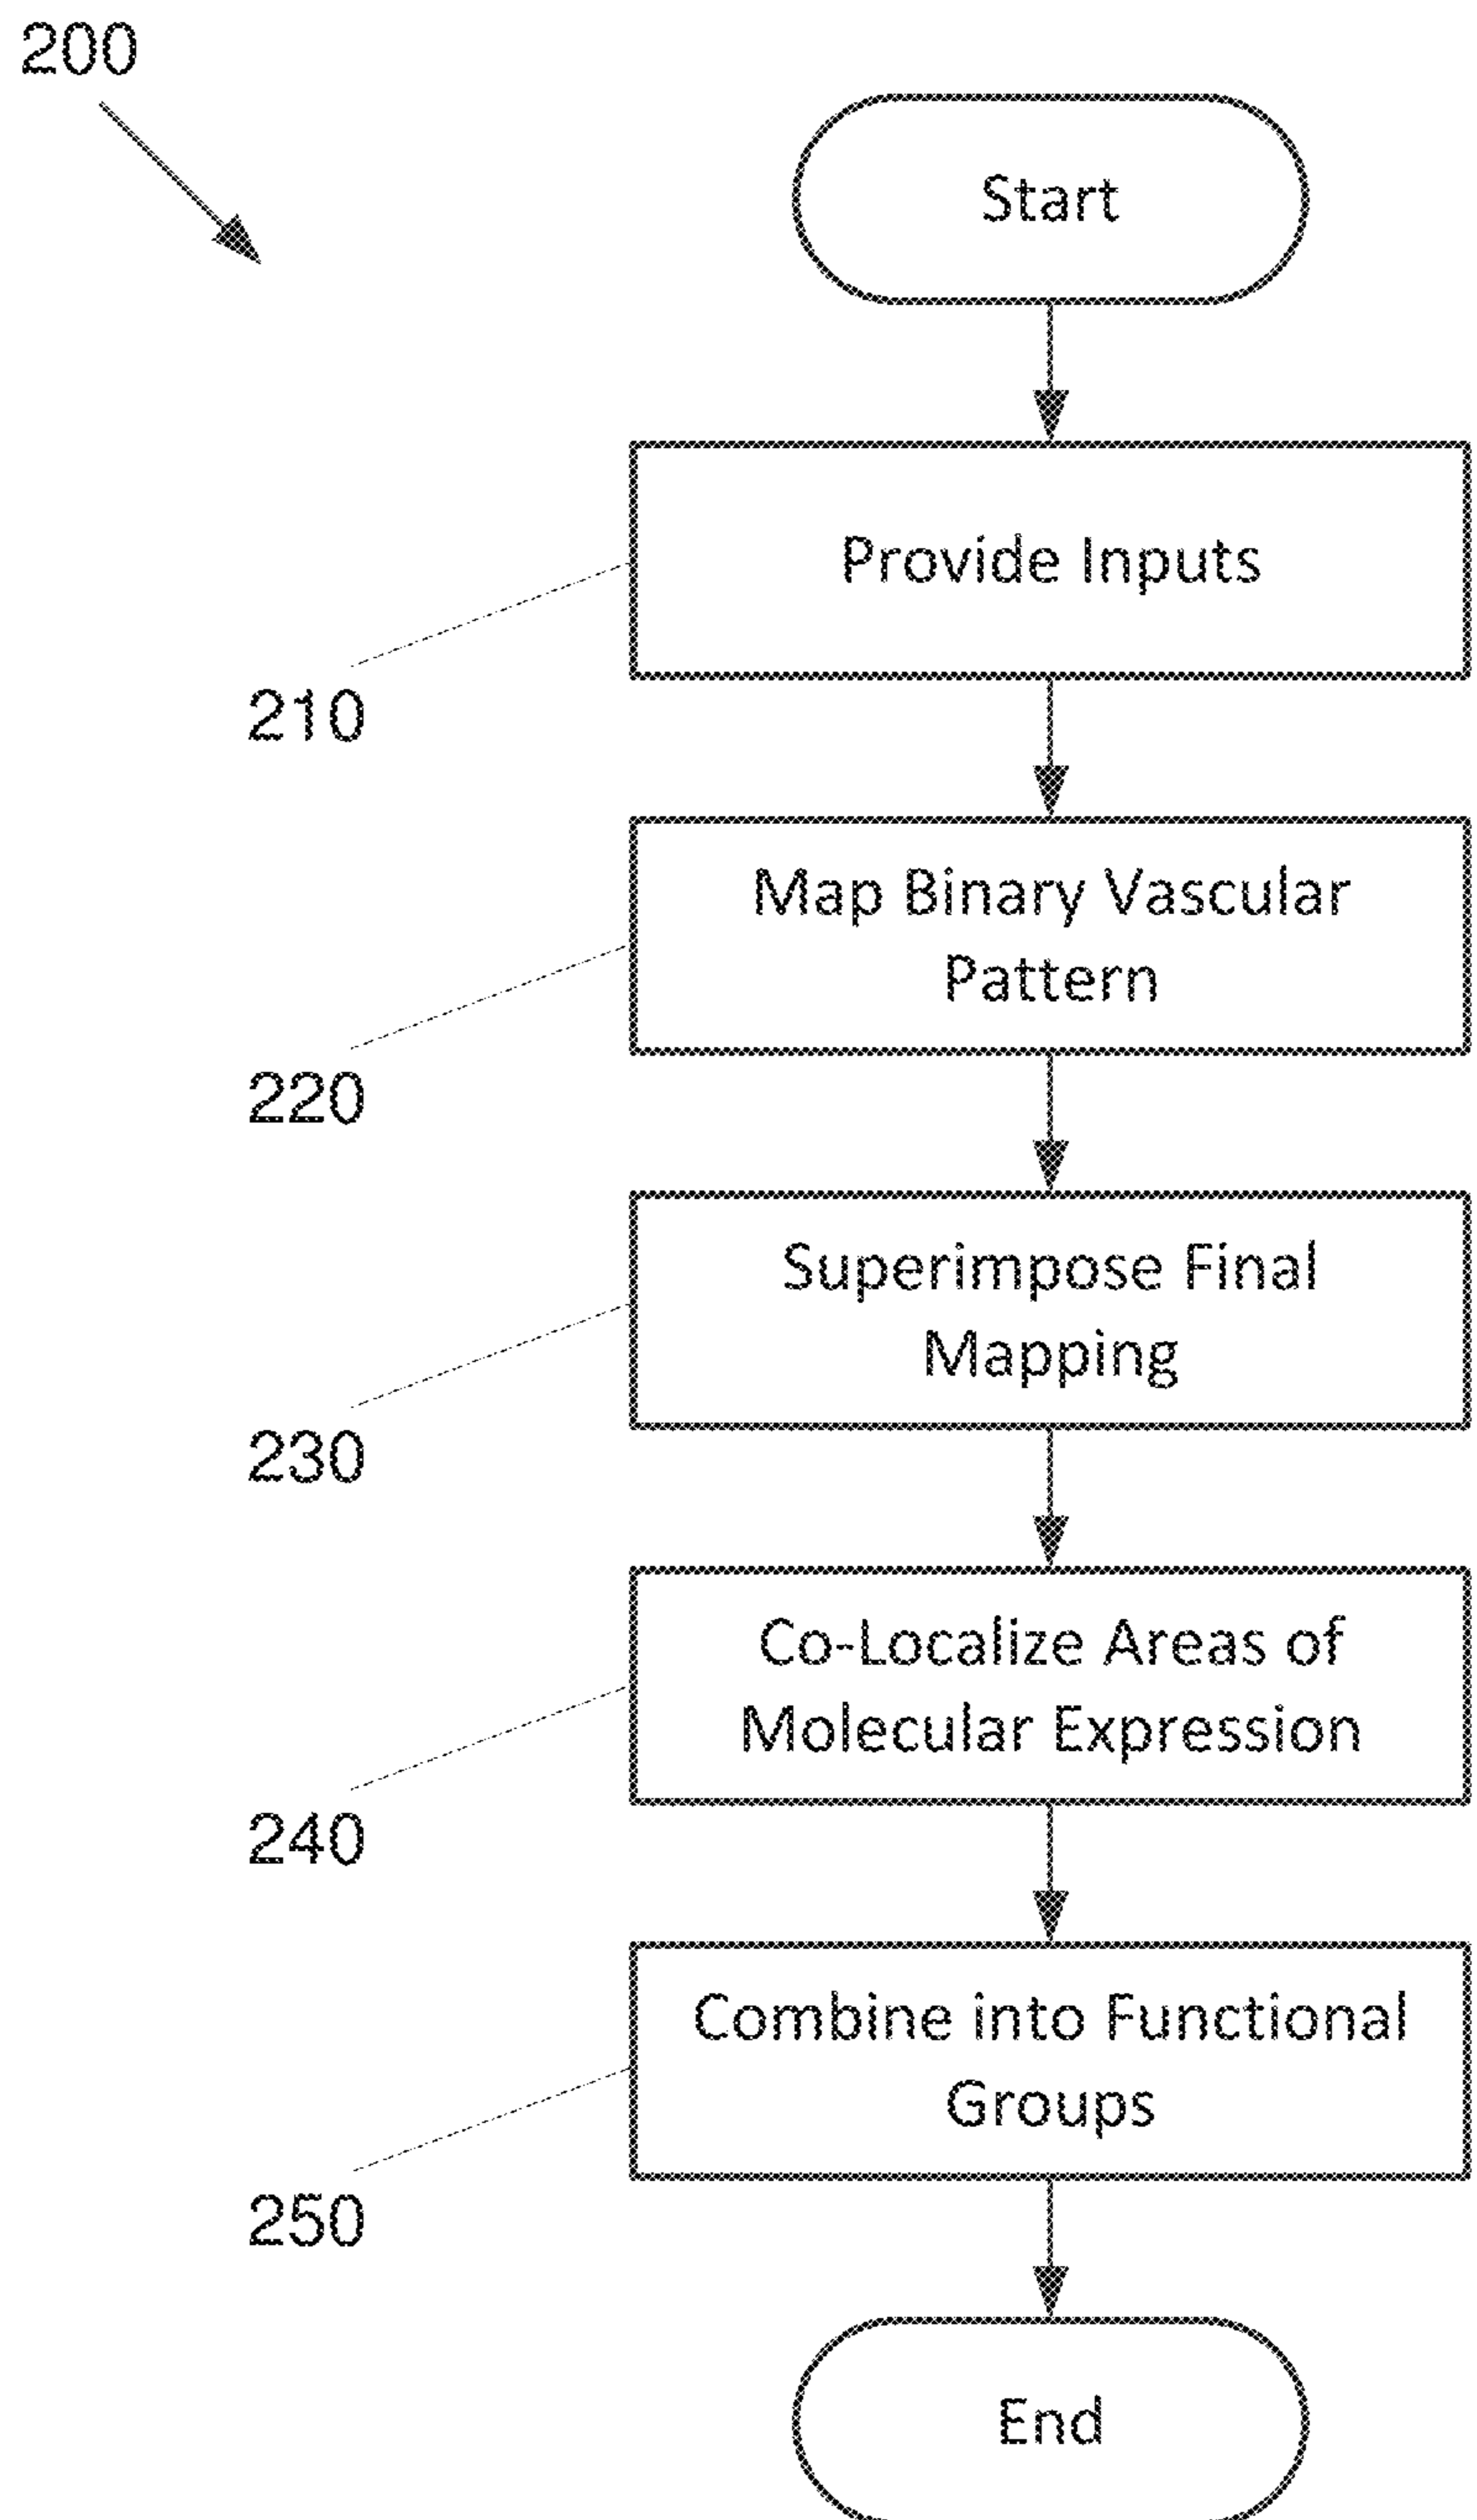 200
Start
Provide Inputs
210
Map Binary Vascular
Pattern
220
Superimpose Final
Mapping
230
Co-Localize Areas of
Molecular Expression
240
Combine into Functional
Groups
250
End